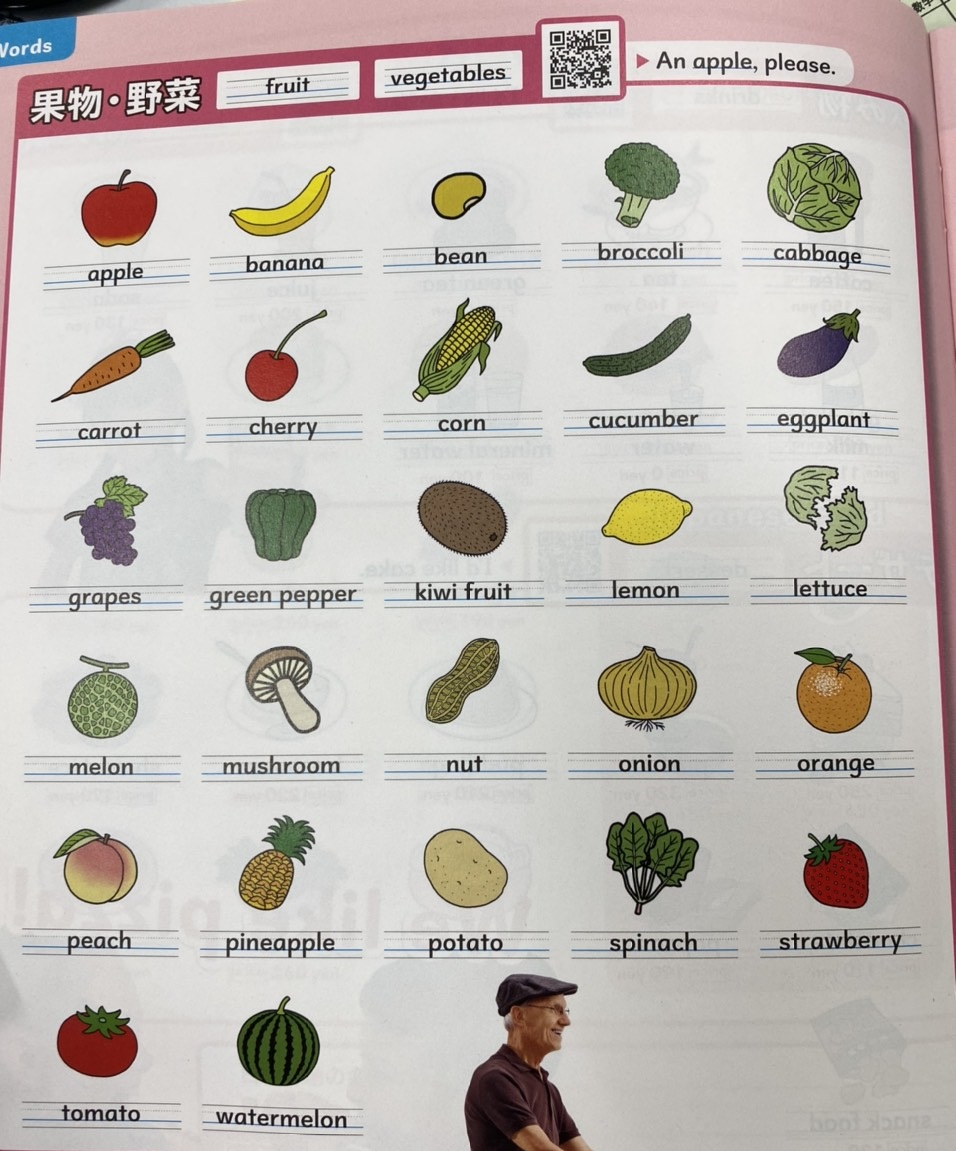 Words
果物・野菜 fruit vegetables ▶ An apple, please.
apple banana bean broccoli cabbage
carrot cherry corn cucumber eggplant
grapes green pepper kiwi fruit lemon lettuce
melon mushroom nut onion orange
peach pineapple potato spinach strawberry
tomato watermelon